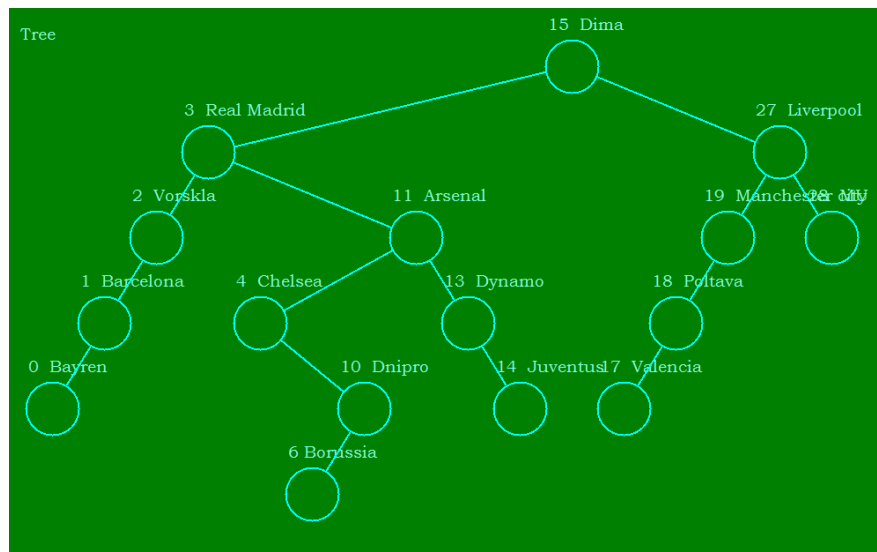 15 Dima
Tree
3 Real Madrid
27 Liverpool
2 Vorskla
11 Arsenal
19 Manchester city
28 MU
1 Barcelona
4 Chelsea
13 Dynamo
18 Poltava
0 Bayren
10 Dnipro
14 Juventus
17 Valencia
6 Borussia